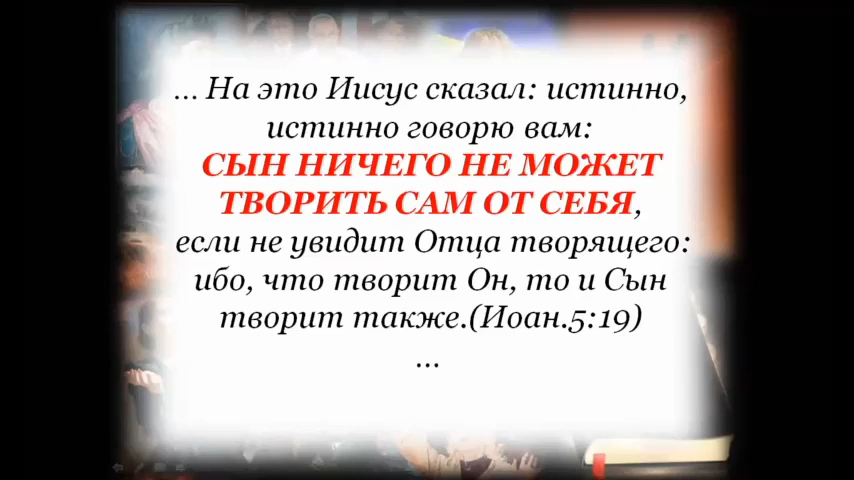 ... На это Иисус сказал: истинно,
истинно говорю вам:
СЫН НИЧЕГО НЕ МОЖЕТ
ТВОРИТЬ САМ ОТ СЕБЯ,
если не увидит Отца творящего:
ибо, что творит Он, то и Сын
творит также.(Иоан.5:19)
...